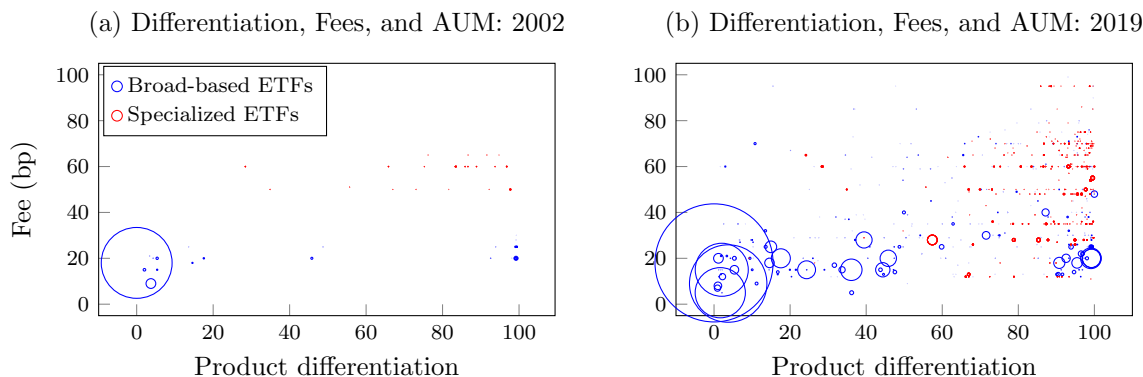 (a) Differentiation, Fees, and AUM: 2002
100
80
60
40
20
0
0 20 40 60 80 100
Fee (bp)
Product differentiation
Broad-based ETFs
Specialized ETFs
(b) Differentiation, Fees, and AUM: 2019
100
80
60
40
20
0
0 20 40 60 80 100
Product differentiation